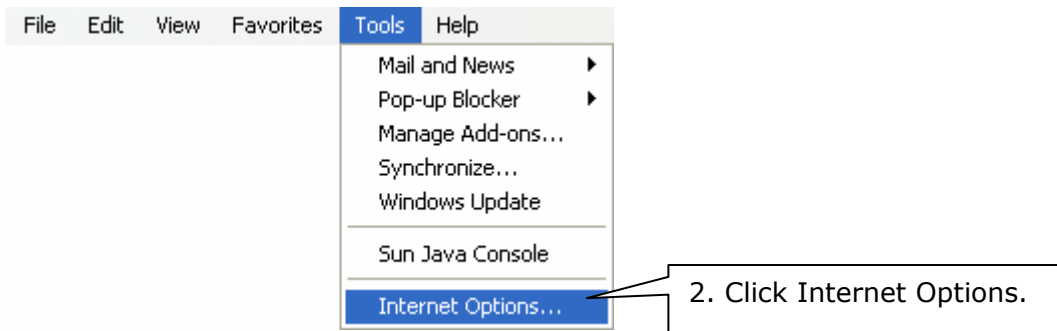 File Edit View Favorites Tools Help
Mail and News
Pop-up Blocker
Manage Add-ons...
Synchronize...
Windows Update
Sun Java Console
Internet Options...
2. Click Internet Options.